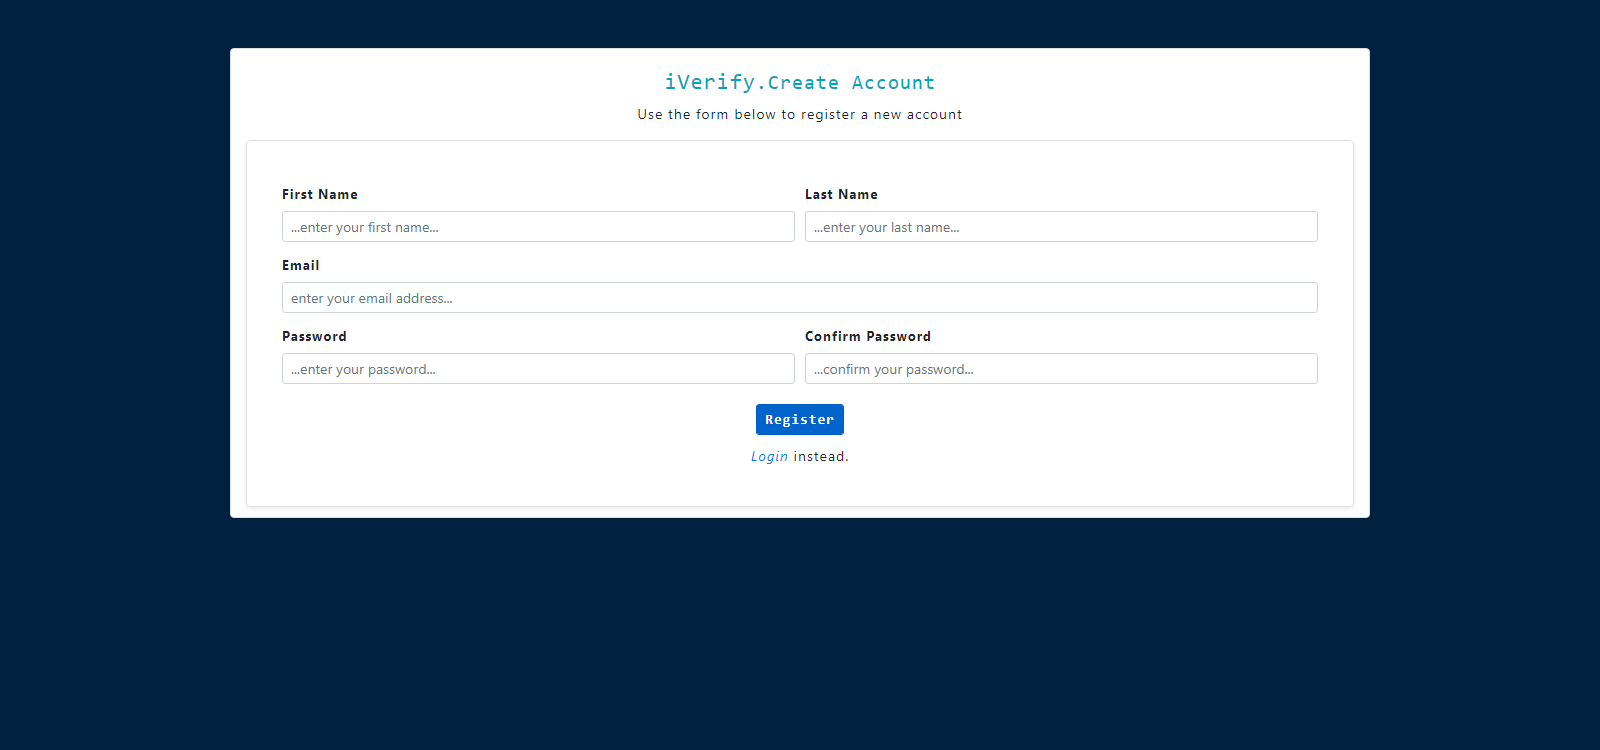 iVerify.Create Account
Use the form below to register a new account
First Name Last Name
...enter your first name... ...enter your last name...
Email
enter your email address...
Password Confirm Password
...enter your password... ...confirm your password...
Register
Login instead.